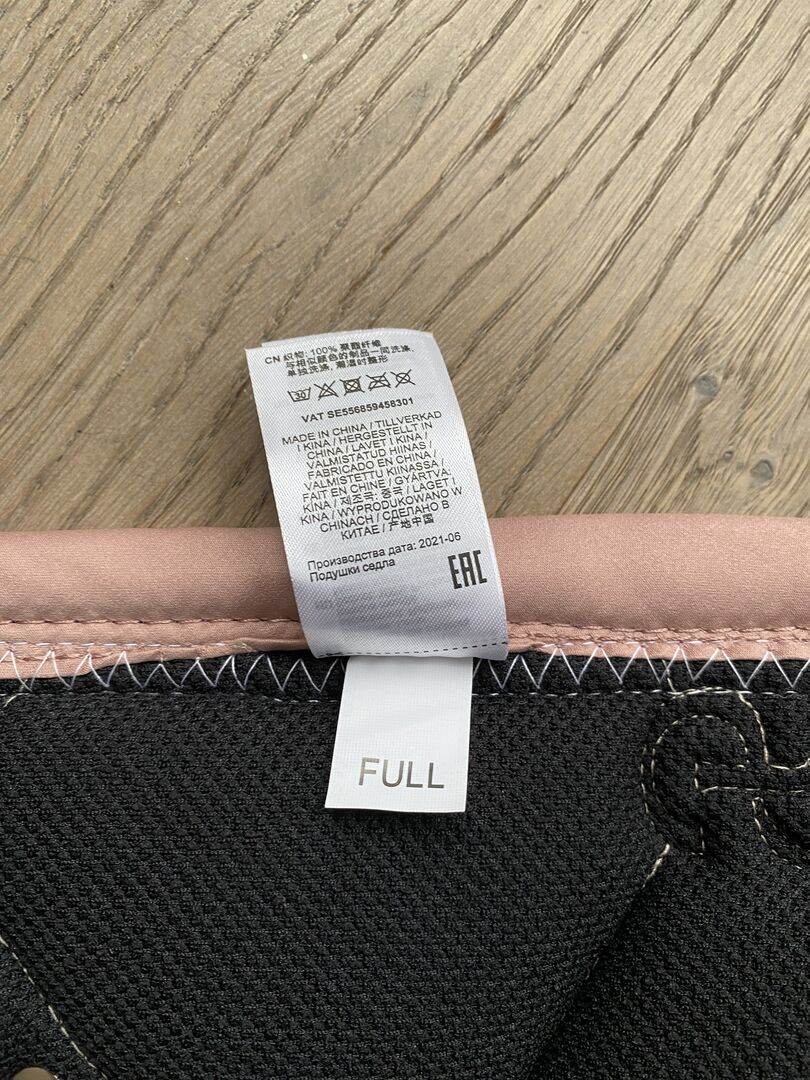 CN 织物: 100% 聚酯纤维
与相似颜色的制品一同洗涤,
单独洗涤, 潮湿时整形
30
VAT SE556859458301
MADE IN CHINA / TILLVERKAD
I KINA / HERGESTELLT IN
CHINA / LAVET I KINA /
VALMISTATUD HIINAS /
FABRICADO EN CHINA /
VALMISTETTU KIINASSA /
FAIT EN CHINE / GYÁRTVA:
KINA / 제조국: 중국 / LAGET I
KINA / WYPRODUKOWANO W
CHINACH / СДЕЛАНО В
КИТАЕ / 产地中国
Производства дата: 2021-06
Подушки седла
EAC
FULL